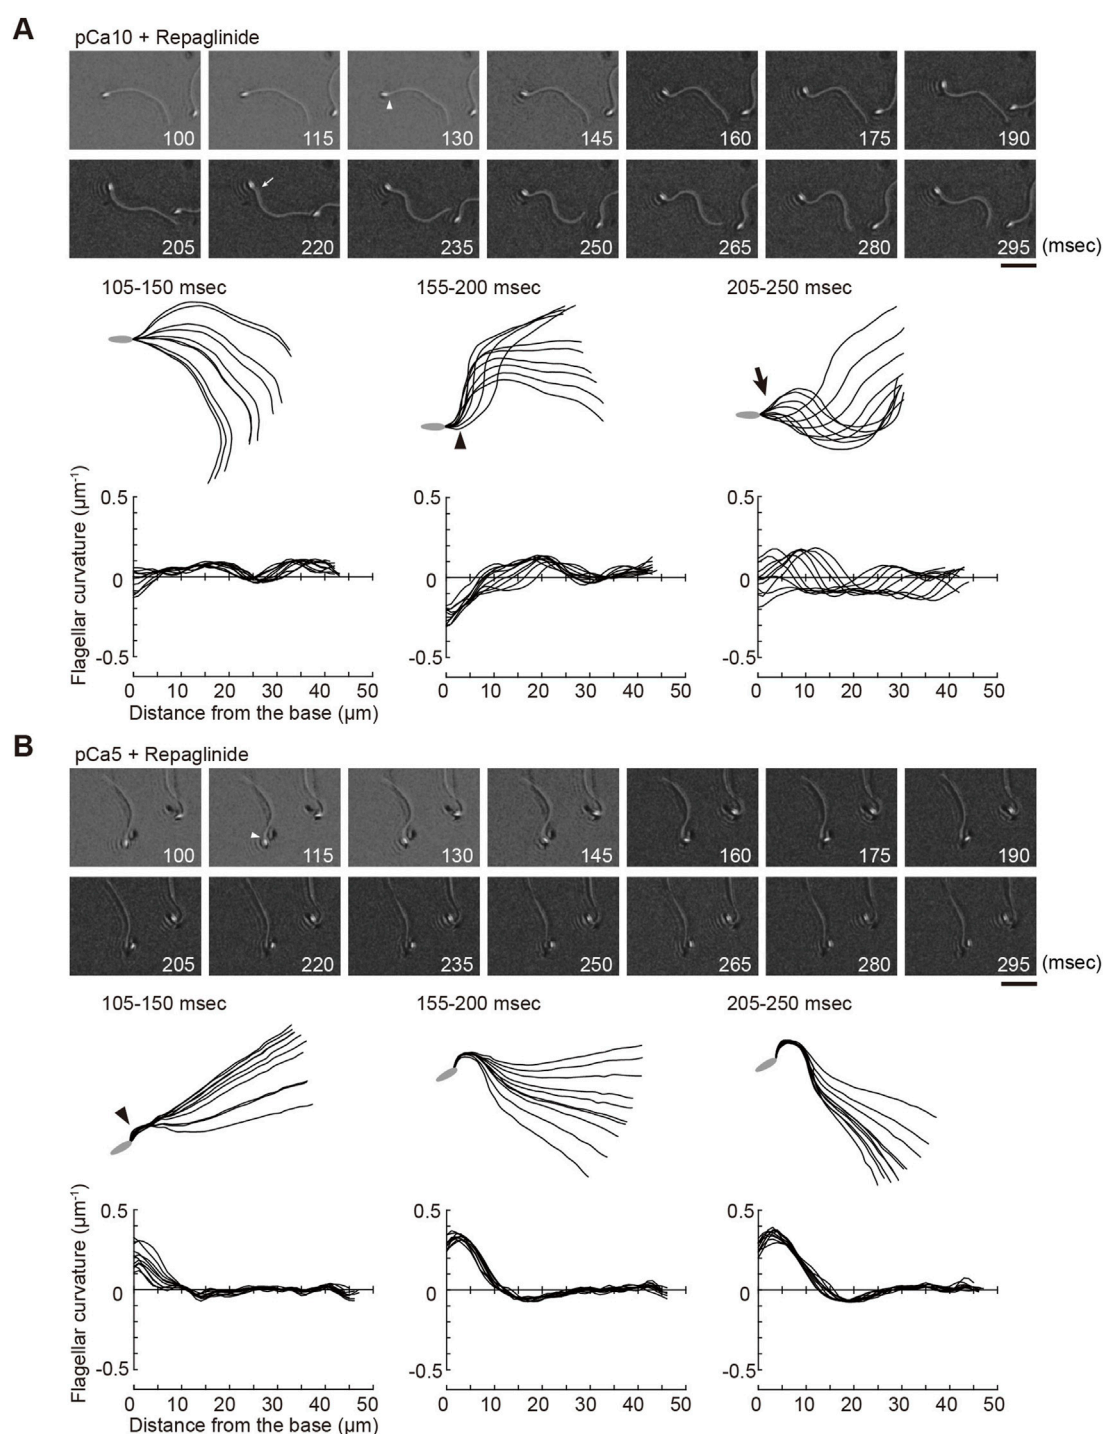 A
pCa10 + Repaglinide
100 115 130 145 160 175 190
205 220 235 250 265 280 295 (msec)
105-150 msec 155-200 msec 205-250 msec
Flagellar curvature (µm-1)
0.5 0.5 0.5
0 0 0
-0.5 -0.5 -0.5
0 10 20 30 40 50 0 10 20 30 40 50 0 10 20 30 40 50
Distance from the base (µm)
B
pCa5 + Repaglinide
100 115 130 145 160 175 190
205 220 235 250 265 280 295 (msec)
105-150 msec 155-200 msec 205-250 msec
Flagellar curvature (µm-1)
0.5 0.5 0.5
0 0 0
-0.5 -0.5 -0.5
0 10 20 30 40 50 0 10 20 30 40 50 0 10 20 30 40 50
Distance from the base (µm)